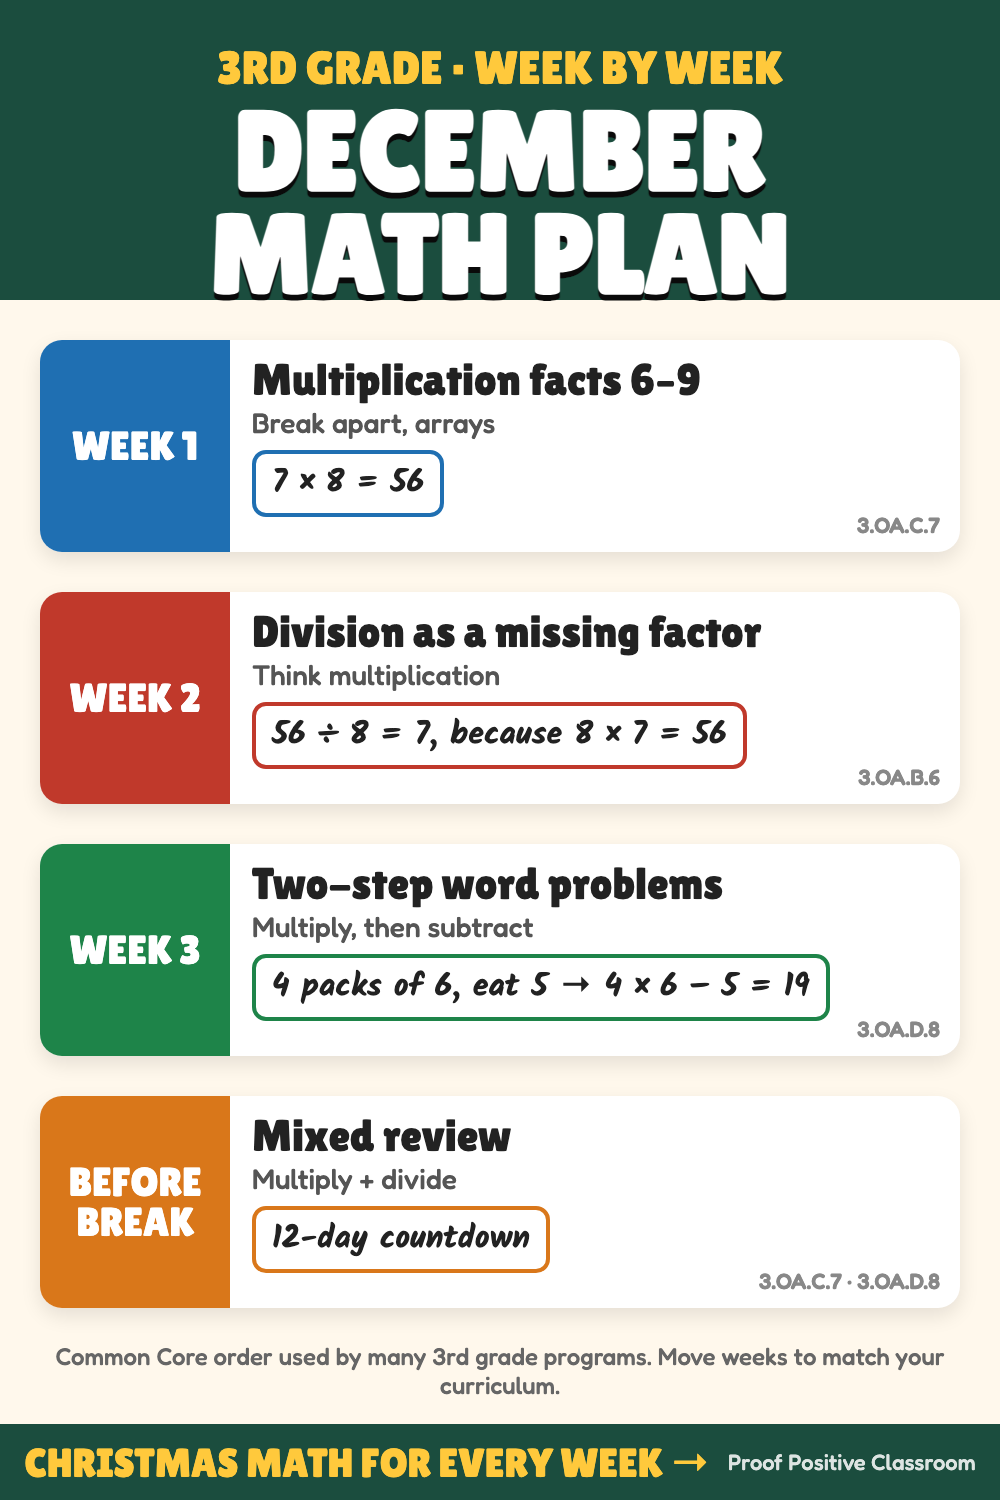 3RD GRADE · WEEK BY WEEK
DECEMBER
MATH PLAN
WEEK 1
Multiplication facts 6–9
Break apart, arrays
7 × 8 = 56
3.OA.C.7
WEEK 2
Division as a missing factor
Think multiplication
56 ÷ 8 = 7, because 8 × 7 = 56
3.OA.B.6
WEEK 3
Two-step word problems
Multiply, then subtract
4 packs of 6, eat 5 → 4 × 6 − 5 = 19
3.OA.D.8
BEFORE
BREAK
Mixed review
Multiply + divide
12-day countdown
3.OA.C.7 · 3.OA.D.8
Common Core order used by many 3rd grade programs. Move weeks to match your
curriculum.
CHRISTMAS MATH FOR EVERY WEEK → Proof Positive Classroom